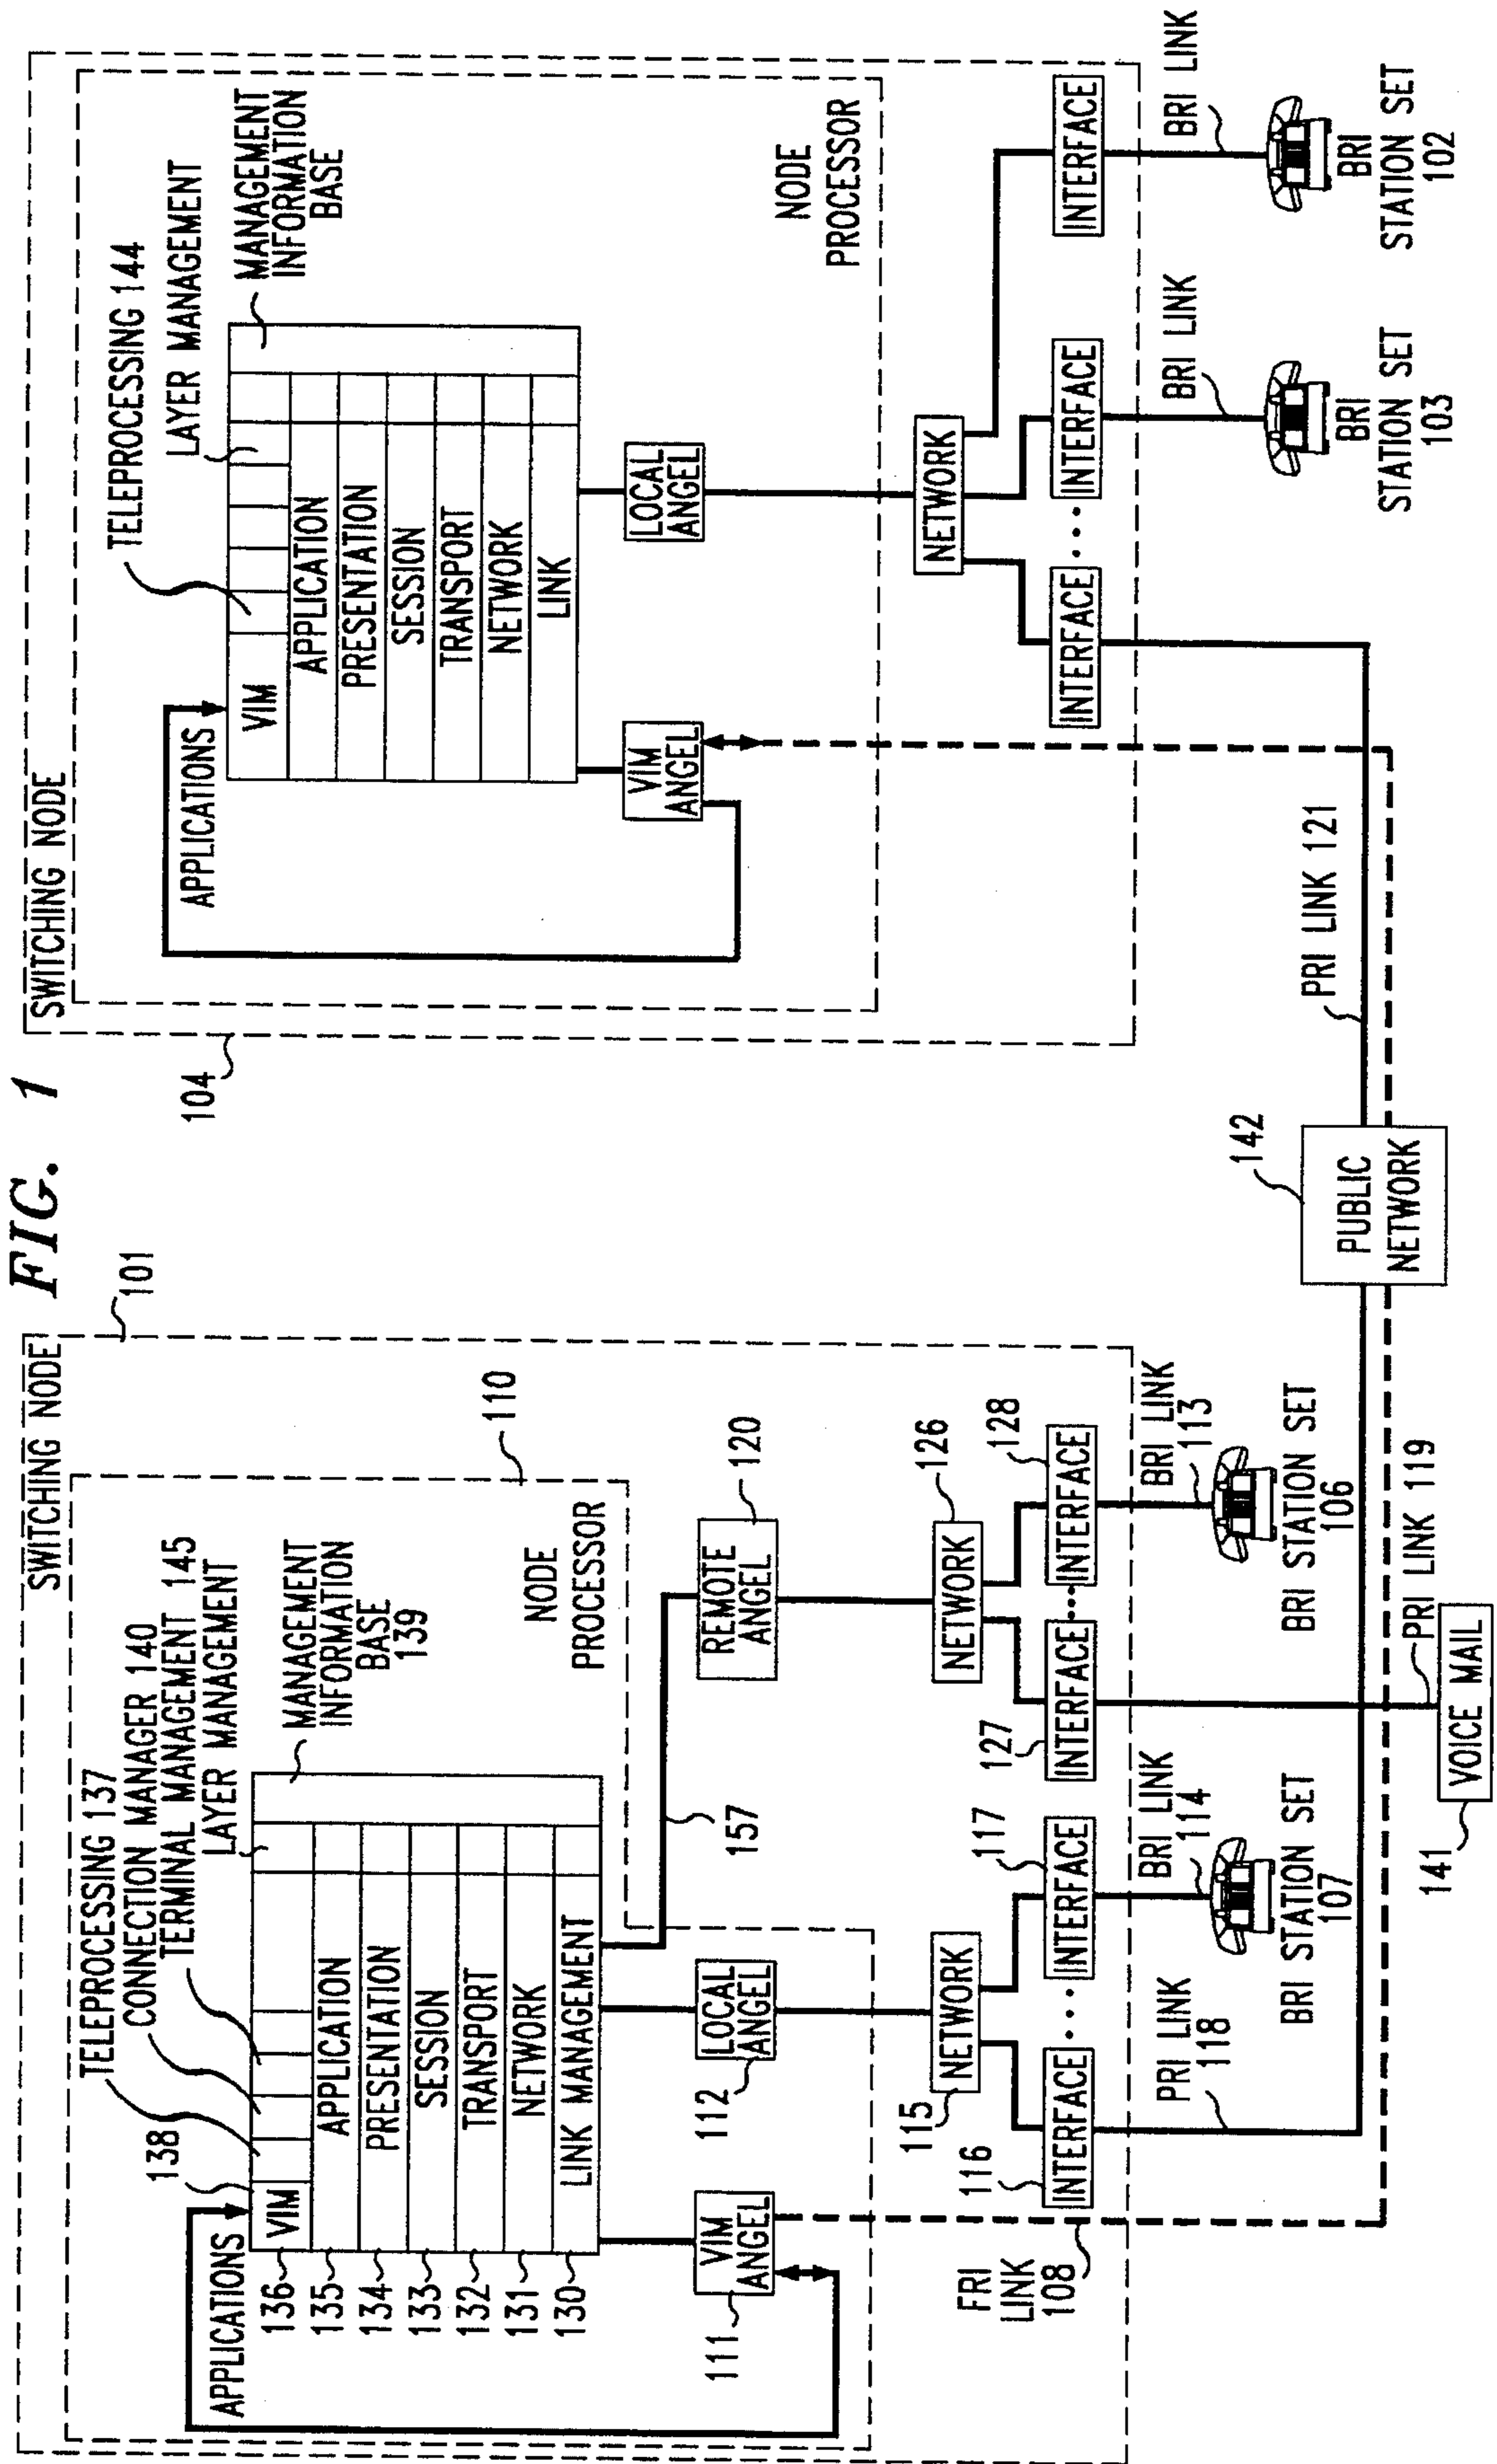 FIG. 1
SWITCHING NODE
101
TELEPROCESSING 137
CONNECTION MANAGER 140
TERMINAL MANAGEMENT 145
LAYER MANAGEMENT
MANAGEMENT
INFORMATION
BASE
139
NODE
PROCESSOR
110
APPLICATIONS
138
VIM
APPLICATION
PRESENTATION
SESSION
TRANSPORT
NETWORK
LINK MANAGEMENT
136
135
134
133
132
131
130
VIM
ANGEL
111
LOCAL
ANGEL
112
157
REMOTE
ANGEL
120
NETWORK
115
NETWORK
126
INTERFACE
116
INTERFACE
117
INTERFACE
127
INTERFACE
128
FRI
LINK
108
PRI LINK
118
BRI LINK
114
BRI STATION SET
107
BRI LINK
113
BRI STATION SET
106
PRI LINK 119
VOICE MAIL
141
PUBLIC
NETWORK
142
PRI LINK 121
SWITCHING NODE
104
TELEPROCESSING 144
LAYER MANAGEMENT
MANAGEMENT
INFORMATION
BASE
NODE
PROCESSOR
APPLICATIONS
VIM
APPLICATION
PRESENTATION
SESSION
TRANSPORT
NETWORK
LINK
VIM
ANGEL
LOCAL
ANGEL
NETWORK
INTERFACE
INTERFACE
INTERFACE
BRI LINK
BRI
STATION SET
103
BRI LINK
BRI
STATION SET
102